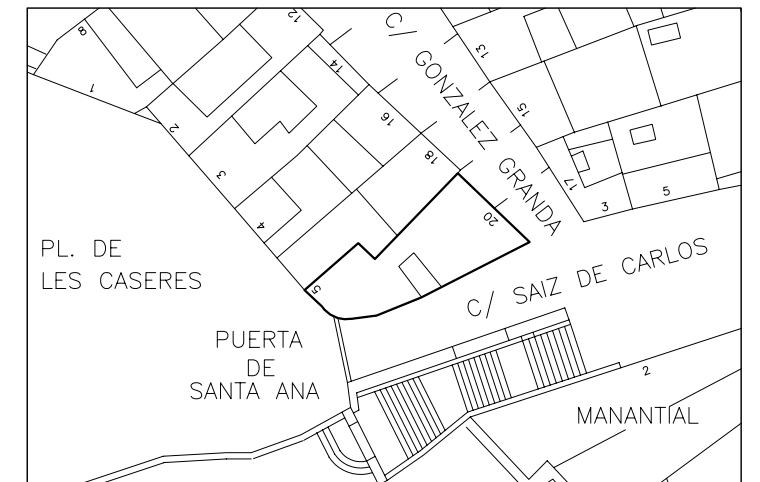 8
12
1
14
2
16
3
18
4
20
5
C/ GONZALEZ GRANDA
13
15
17
3
5
PL. DE
LES CASERES
C/ SAIZ DE CARLOS
PUERTA
DE
SANTA ANA
2
MANANTIAL